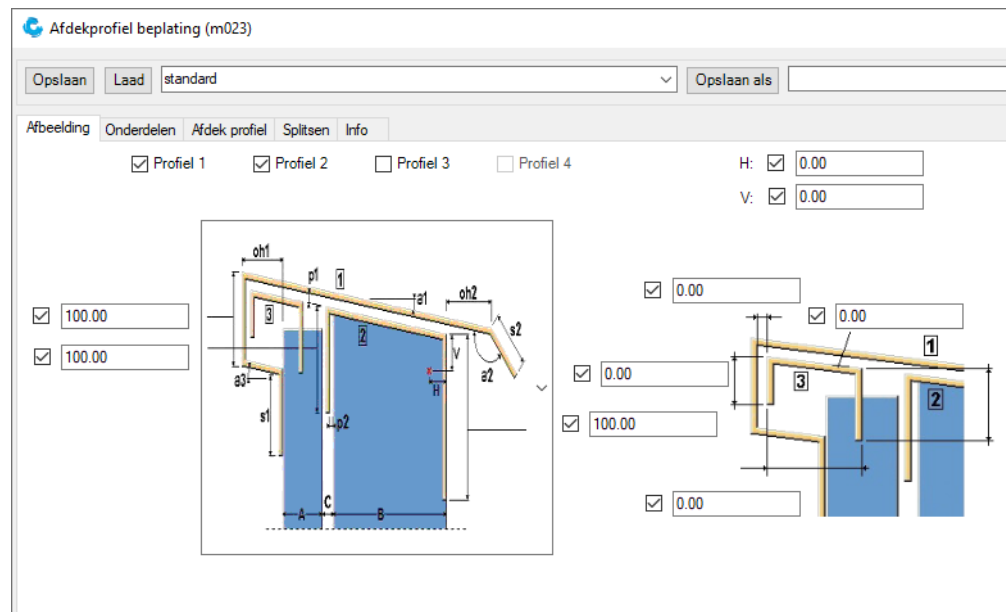 Afdekprofiel beplating (m023)
Opslaan Laad standard Opslaan als
Afbeelding Onderdelen Afdek profiel Splitsen Info
Profiel 1 Profiel 2 Profiel 3 Profiel 4 H: 0.00
V: 0.00
oh1 p1 1 a1 oh2 s2
3 2 V a2
H
a3 s1 p2
C
A B
100.00
100.00
0.00
0.00
0.00
100.00
0.00
1
3
2